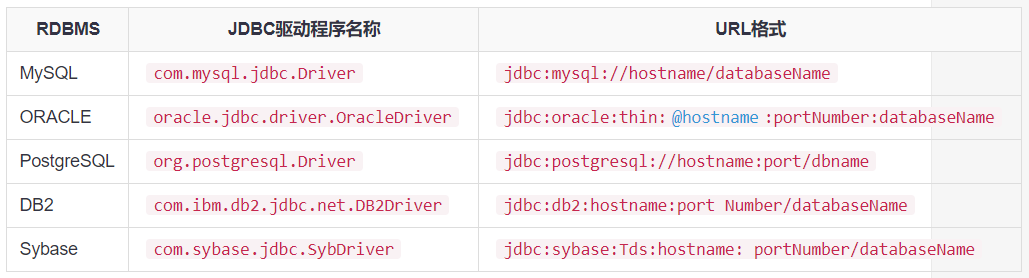 RDBMS JDBC驱动程序名称 URL格式
MySQL com.mysql.jdbc.Driver jdbc:mysql://hostname/databaseName
ORACLE oracle.jdbc.driver.OracleDriver jdbc:oracle:thin:@hostname:portNumber:databaseName
PostgreSQL org.postgresql.Driver jdbc:postgresql://hostname:port/dbname
DB2 com.ibm.db2.jdbc.net.DB2Driver jdbc:db2:hostname:port Number/databaseName
Sybase com.sybase.jdbc.SybDriver jdbc:sybase:Tds:hostname: portNumber/databaseName